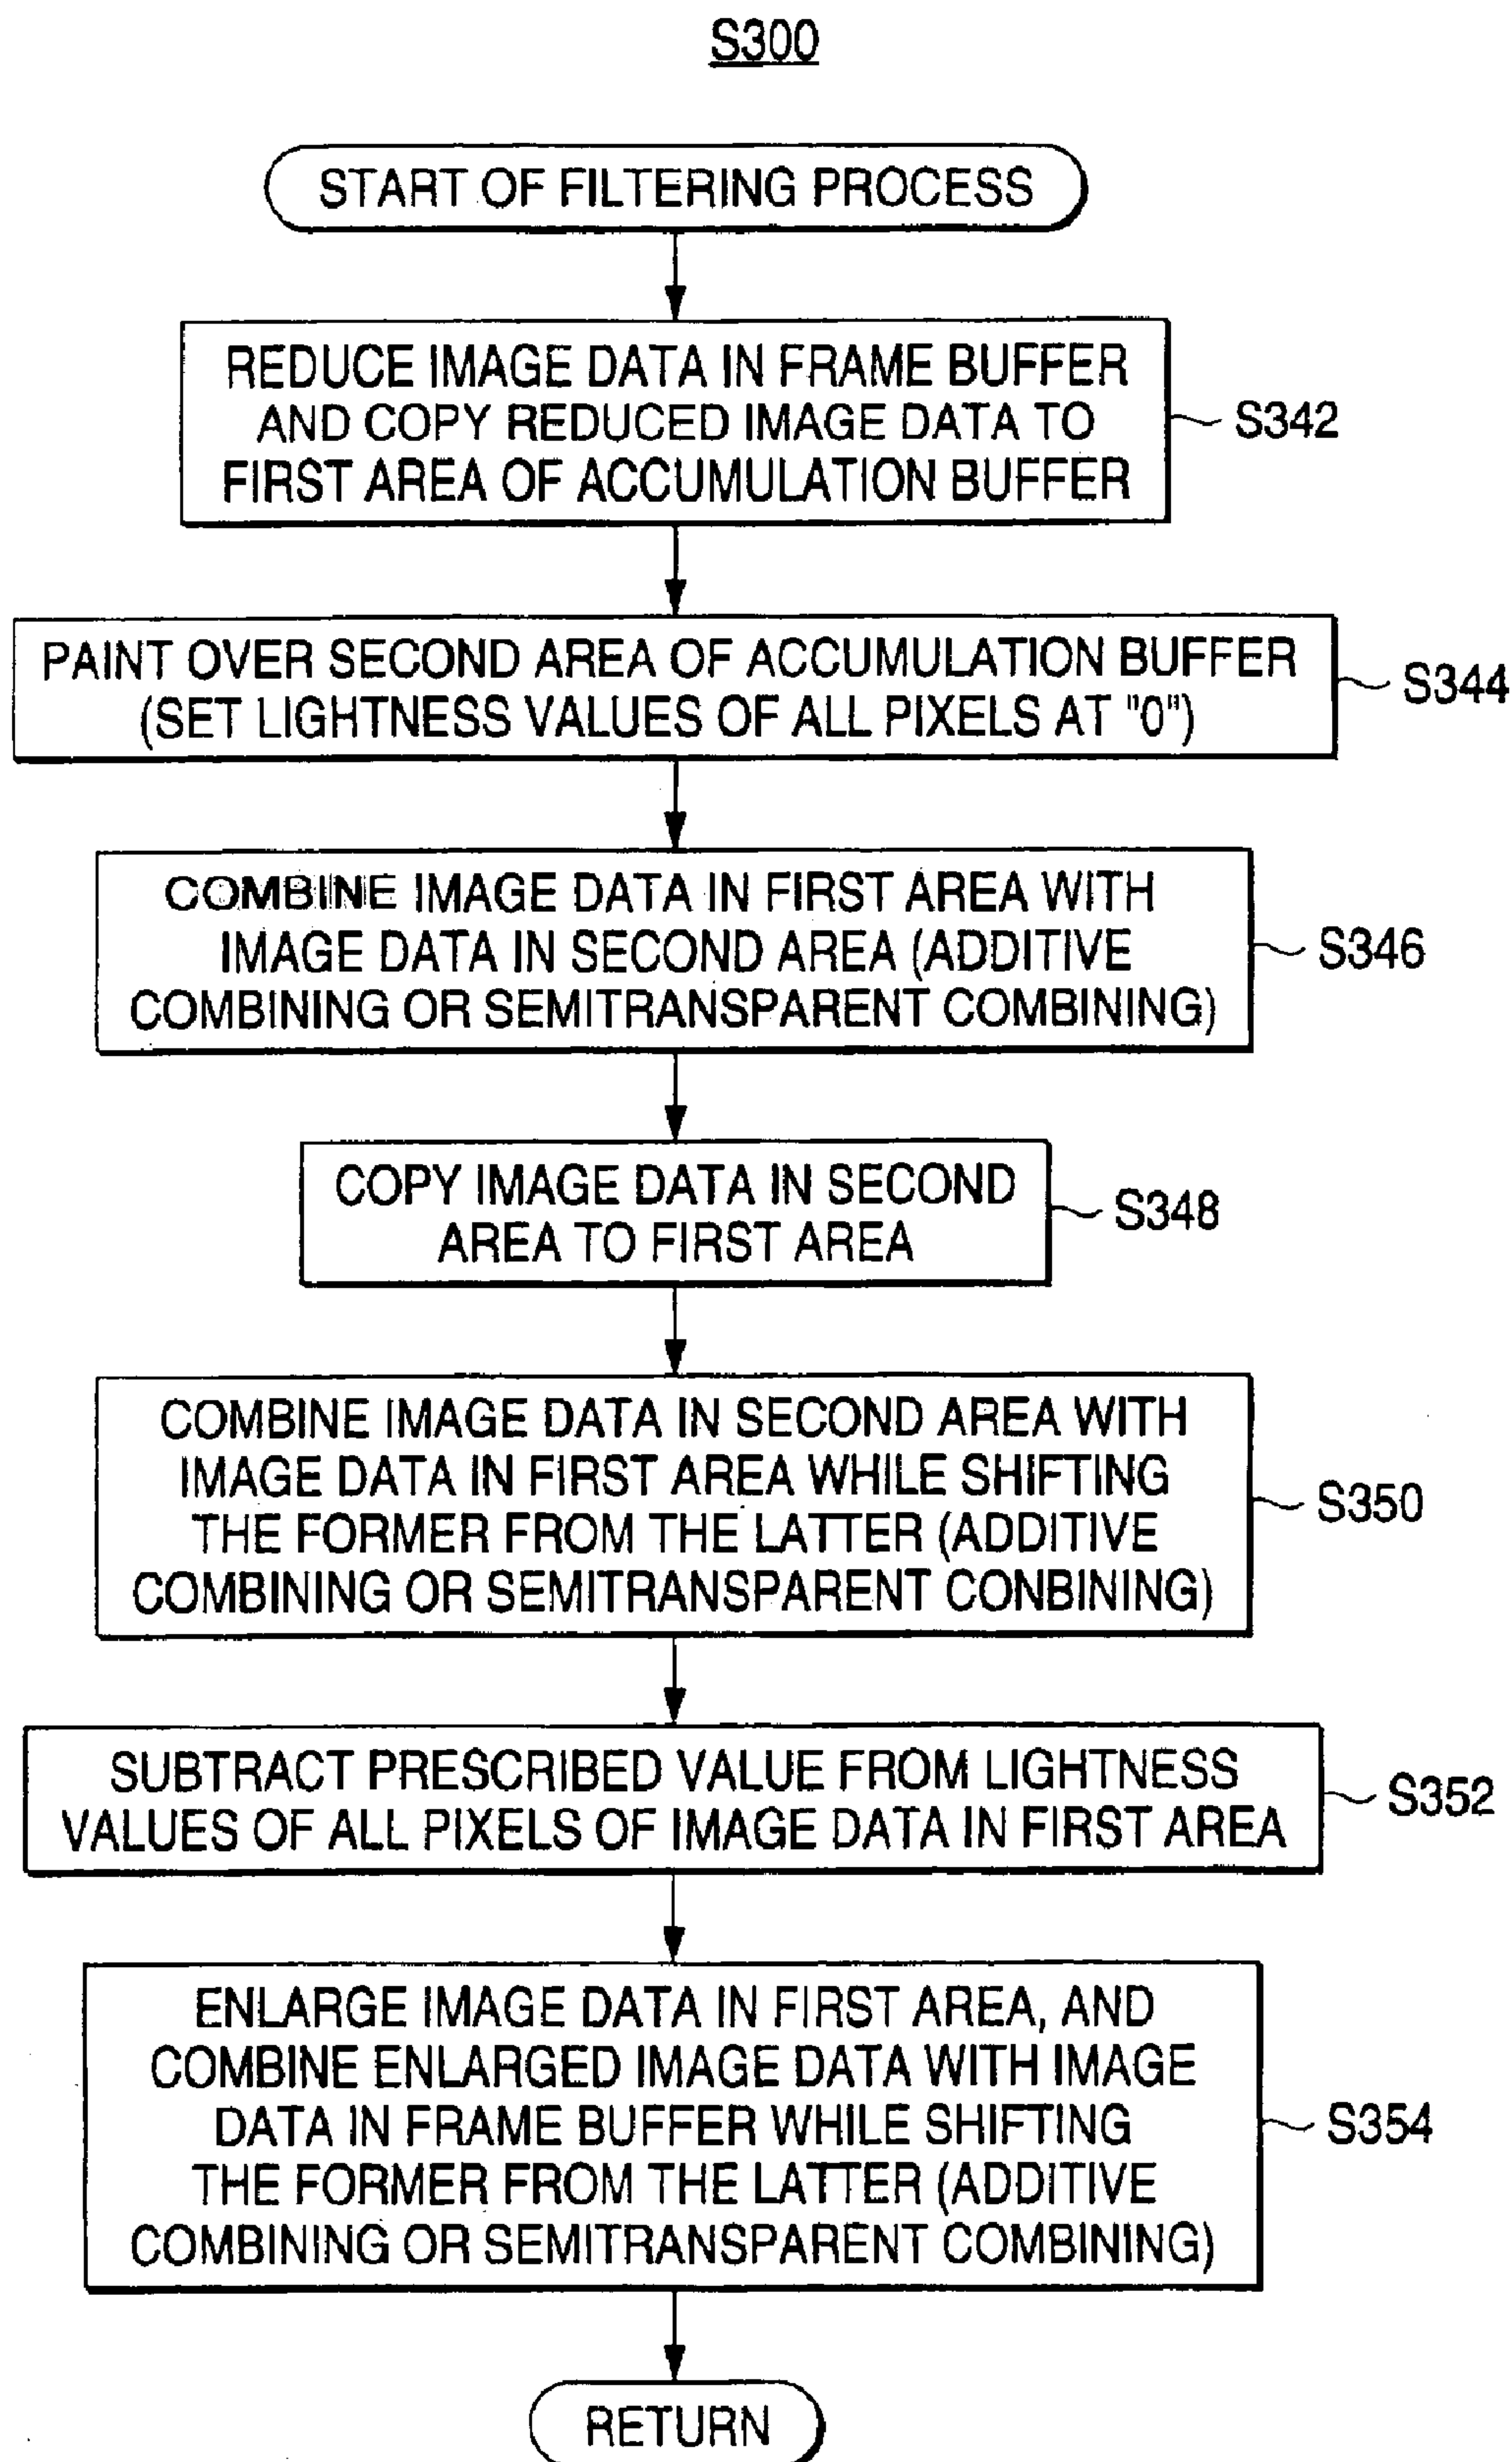 S300
START OF FILTERING PROCESS
REDUCE IMAGE DATA IN FRAME BUFFER
AND COPY REDUCED IMAGE DATA TO
FIRST AREA OF ACCUMULATION BUFFER
S342
PAINT OVER SECOND AREA OF ACCUMULATION BUFFER
(SET LIGHTNESS VALUES OF ALL PIXELS AT "0")
S344
COMBINE IMAGE DATA IN FIRST AREA WITH
IMAGE DATA IN SECOND AREA (ADDITIVE
COMBINING OR SEMITRANSPARENT COMBINING)
S346
COPY IMAGE DATA IN SECOND
AREA TO FIRST AREA
S348
COMBINE IMAGE DATA IN SECOND AREA WITH
IMAGE DATA IN FIRST AREA WHILE SHIFTING
THE FORMER FROM THE LATTER (ADDITIVE
COMBINING OR SEMITRANSPARENT CONBINING)
S350
SUBTRACT PRESCRIBED VALUE FROM LIGHTNESS
VALUES OF ALL PIXELS OF IMAGE DATA IN FIRST AREA
S352
ENLARGE IMAGE DATA IN FIRST AREA, AND
COMBINE ENLARGED IMAGE DATA WITH IMAGE
DATA IN FRAME BUFFER WHILE SHIFTING
THE FORMER FROM THE LATTER (ADDITIVE
COMBINING OR SEMITRANSPARENT COMBINING)
S354
RETURN